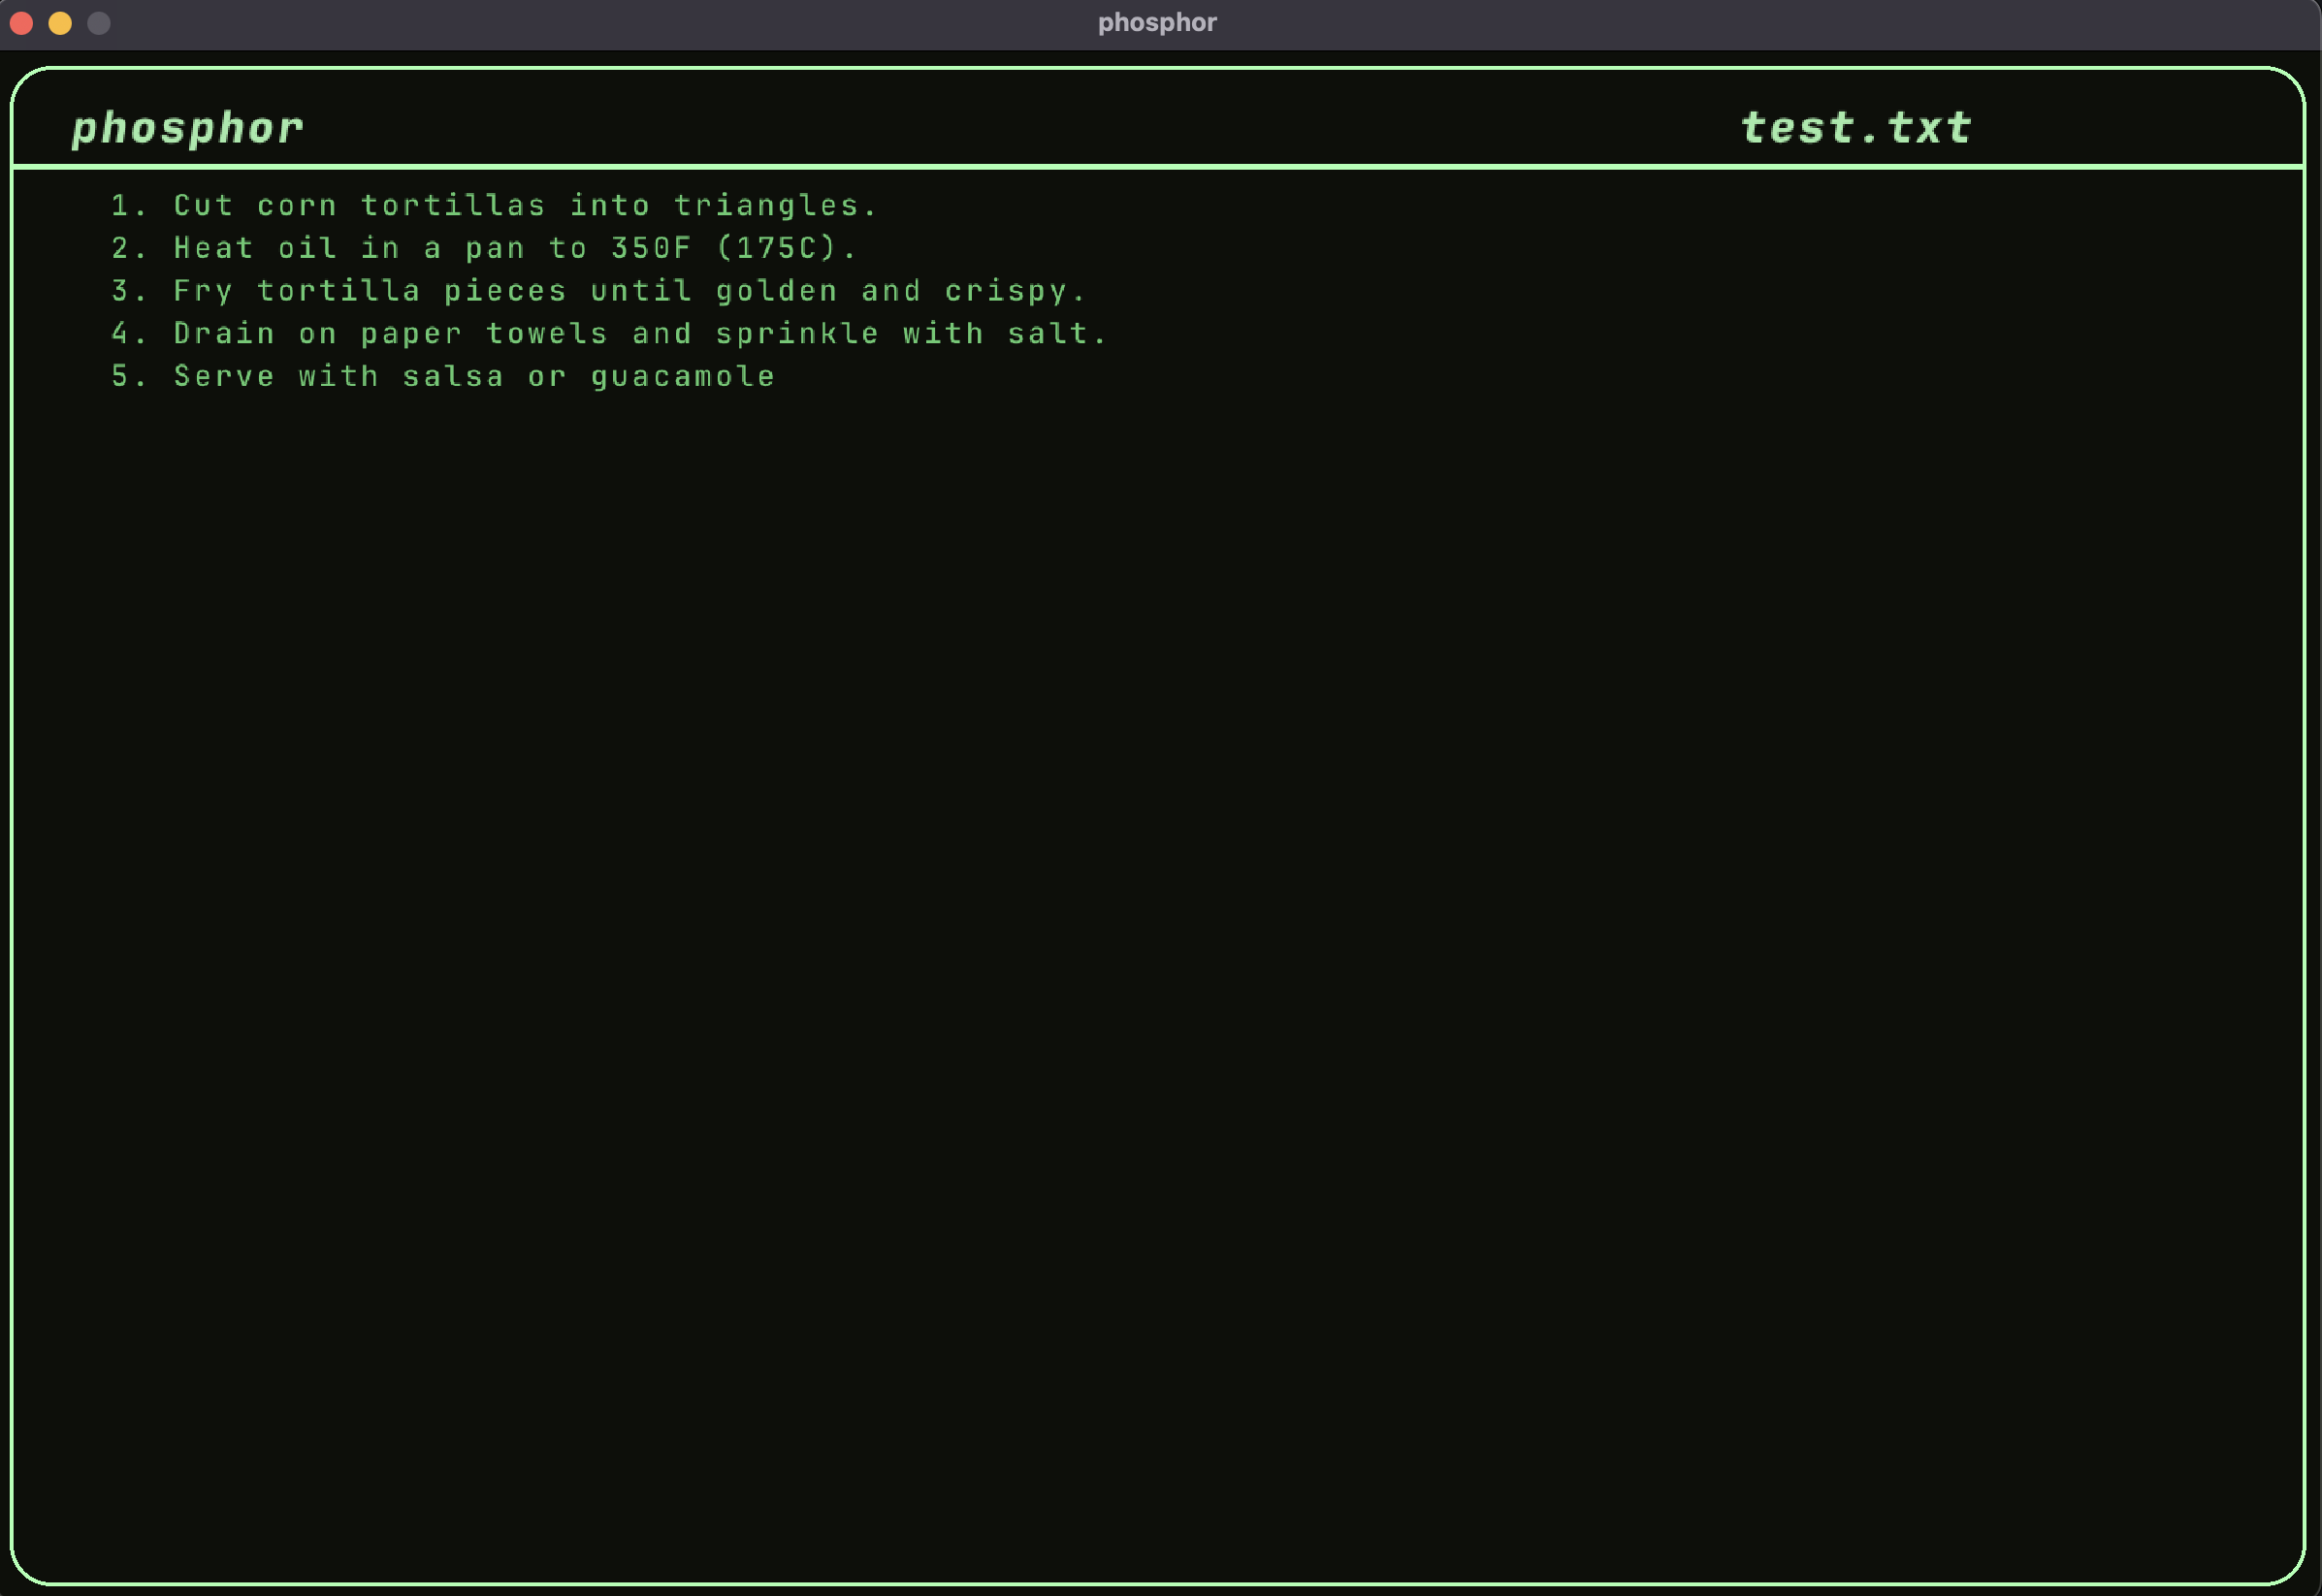 phosphor
phosphor test.txt
1. Cut corn tortillas into triangles.
2. Heat oil in a pan to 350F (175C).
3. Fry tortilla pieces until golden and crispy.
4. Drain on paper towels and sprinkle with salt.
5. Serve with salsa or guacamole